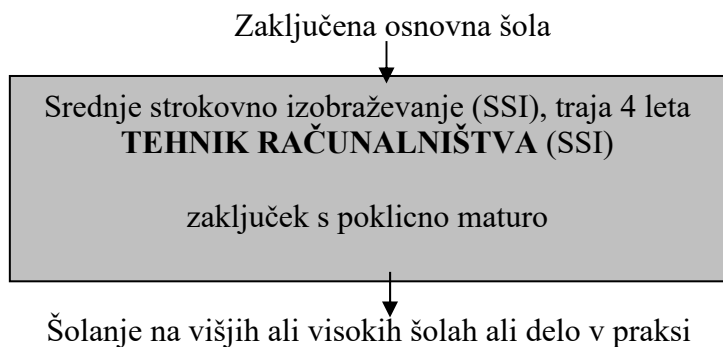 Zaključena osnovna šola
Srednje strokovno izobraževanje (SSI), traja 4 leta
TEHNIK RAČUNALNIŠTVA (SSI)
zaključek s poklicno maturo
Šolanje na višjih ali visokih šolah ali delo v praksi